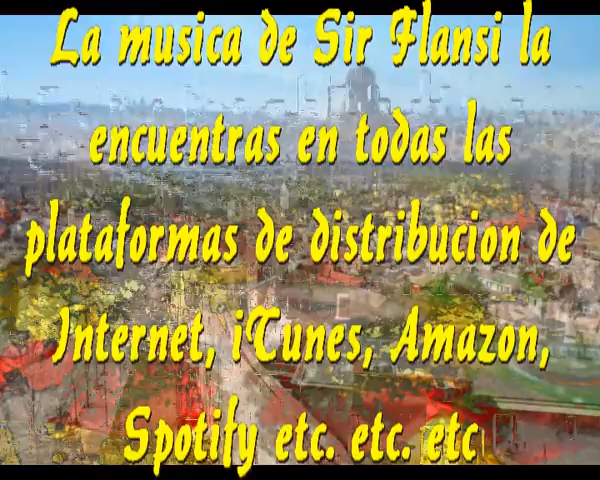 La musica de Sir Flansi la
encuentras en todas las
plataformas de distribucion de
Internet, iTunes, Amazon,
Spotify etc. etc. etc